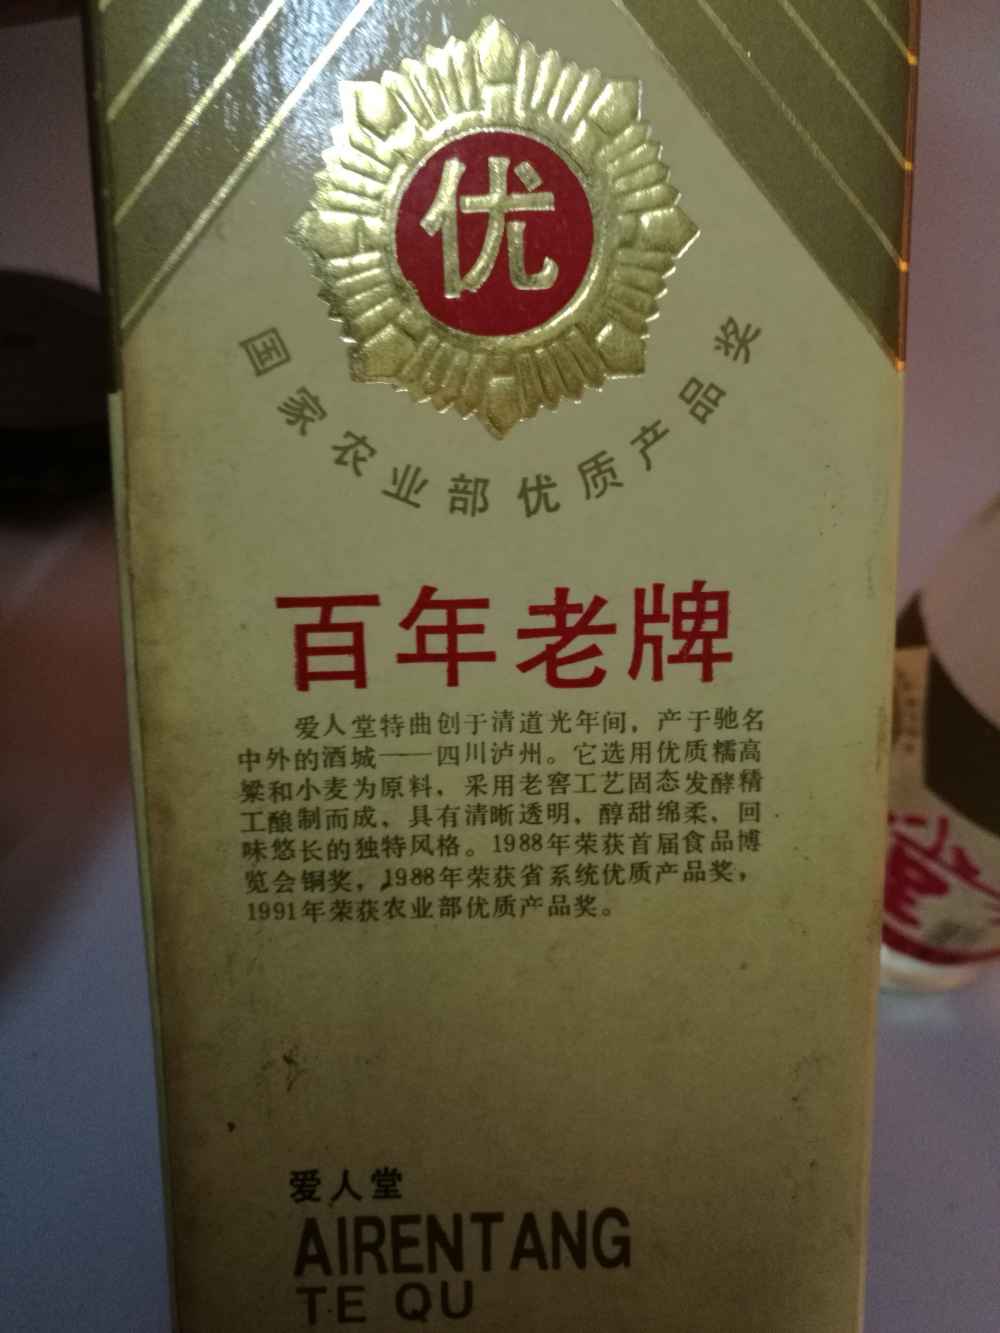 优
国家农业部优质产品奖
百年老牌
爱人堂特曲创于清道光年间，产于驰名
中外的酒城——四川泸州。它选用优质糯高
粱和小麦为原料，采用老窖工艺固态发酵精
工酿制而成，具有清晰透明，醇甜绵柔，回
味悠长的独特风格。1988年荣获首届食品博
览会铜奖，1988年荣获省系统优质产品奖，
1991年荣获农业部优质产品奖。
爱人堂
AIRENTANG
TE QU